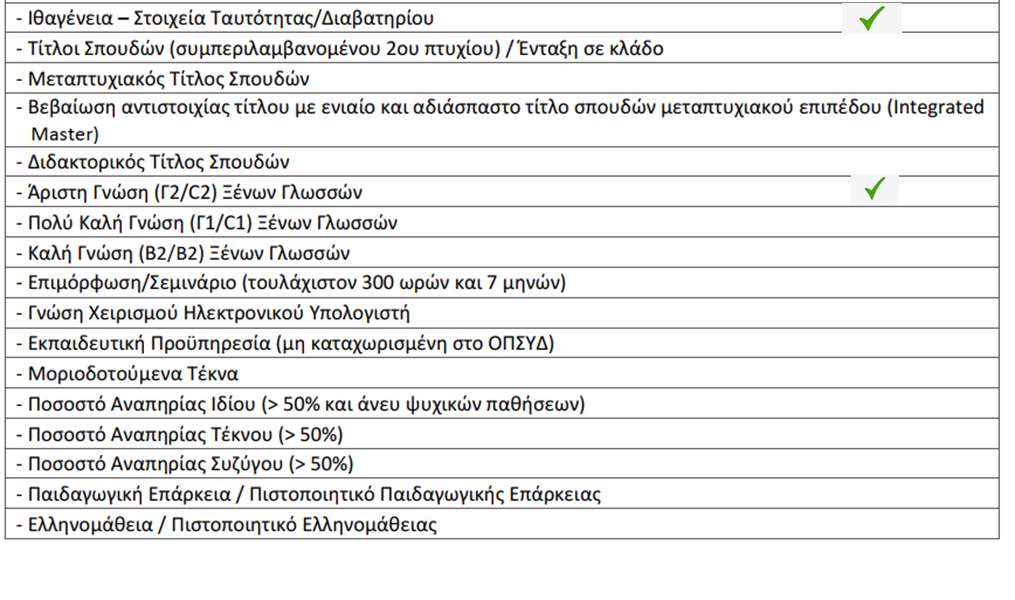 - Ιθαγένεια – Στοιχεία Ταυτότητας/Διαβατηρίου
- Τίτλοι Σπουδών (συμπεριλαμβανομένου 2ου πτυχίου) / Ένταξη σε κλάδο
- Μεταπτυχιακός Τίτλος Σπουδών
- Βεβαίωση αντιστοιχίας τίτλου με ενιαίο και αδιάσπαστο τίτλο σπουδών μεταπτυχιακού επιπέδου (Integrated
Master)
- Διδακτορικός Τίτλος Σπουδών
- Άριστη Γνώση (Γ2/C2) Ξένων Γλωσσών
- Πολύ Καλή Γνώση (Γ1/C1) Ξένων Γλωσσών
- Καλή Γνώση (Β2/B2) Ξένων Γλωσσών
- Επιμόρφωση/Σεμινάριο (τουλάχιστον 300 ωρών και 7 μηνών)
- Γνώση Χειρισμού Ηλεκτρονικού Υπολογιστή
- Εκπαιδευτική Προϋπηρεσία (μη καταχωρισμένη στο ΟΠΣΥΔ)
- Μοριοδοτούμενα Τέκνα
- Ποσοστό Αναπηρίας Ιδίου (> 50% και άνευ ψυχικών παθήσεων)
- Ποσοστό Αναπηρίας Τέκνου (> 50%)
- Ποσοστό Αναπηρίας Συζύγου (> 50%)
- Παιδαγωγική Επάρκεια / Πιστοποιητικό Παιδαγωγικής Επάρκειας
- Ελληνομάθεια / Πιστοποιητικό Ελληνομάθειας